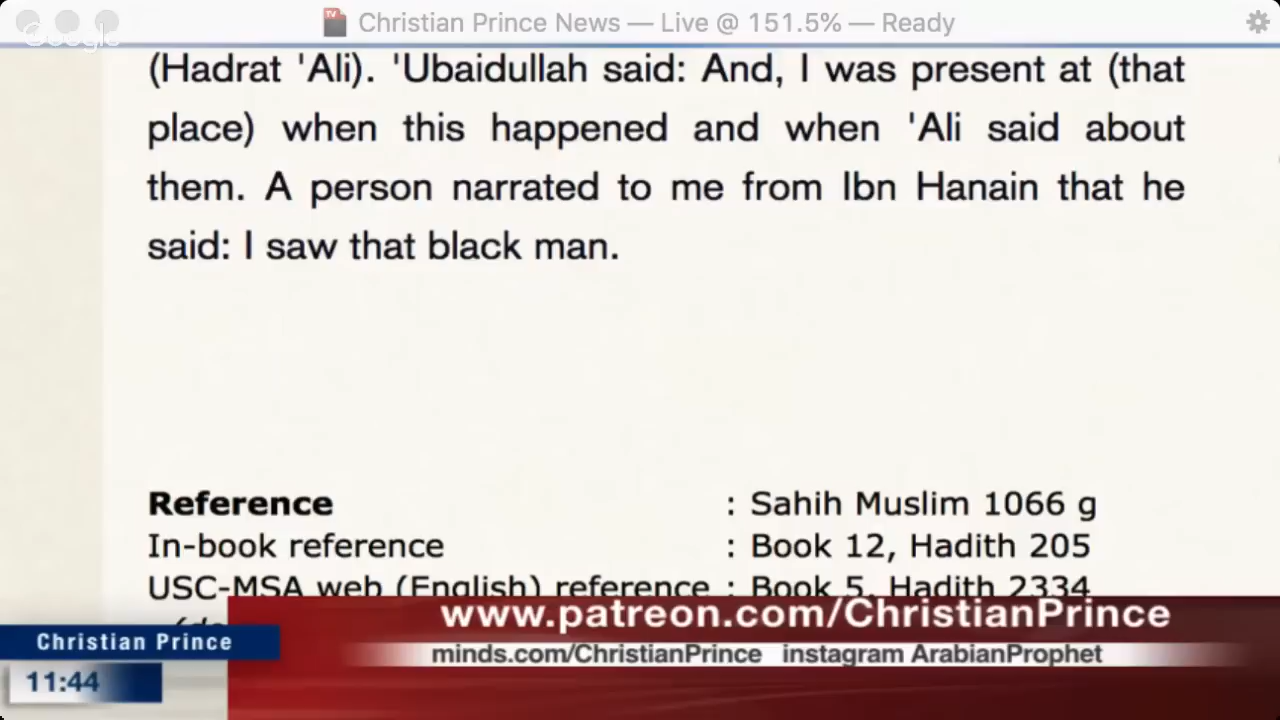 Christian Prince News — Live @ 151.5% — Ready
Google
(Hadrat 'Ali). 'Ubaidullah said: And, I was present at (that
place) when this happened and when 'Ali said about
them. A person narrated to me from Ibn Hanain that he
said: I saw that black man.
Reference : Sahih Muslim 1066 g
In-book reference : Book 12, Hadith 205
USC-MSA web (English) reference : Book 5, Hadith 2334
www.patreon.com/ChristianPrince
Christian Prince
minds.com/ChristianPrince instagram ArabianProphet
11:44